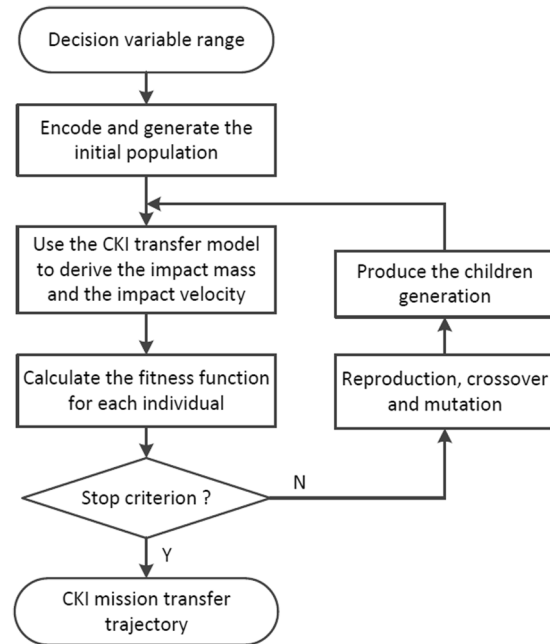 Decision variable range
Encode and generate the
initial population
Use the CKI transfer model
to derive the impact mass
and the impact velocity
Produce the children
generation
Calculate the fitness function
for each individual
Reproduction, crossover
and mutation
Stop criterion ?
N
Y
CKI mission transfer
trajectory